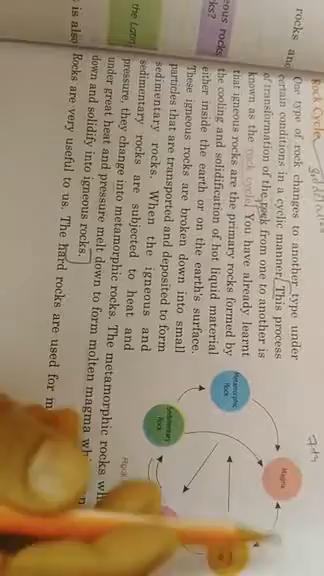 rocks and
Rock Cycle
One type of rock changes to another type under
certain conditions in a cyclic manner. This process
of transformation of the rock from one to another is
known as the rock cycle. You have already learnt
that igneous rocks are the primary rocks formed by
the cooling and solidification of hot liquid material
either inside the earth or on the earth's surface.
These igneous rocks are broken down into small
particles that are transported and deposited to form
sedimentary rocks. When the igneous and
sedimentary rocks are subjected to heat and
pressure, they change into metamorphic rocks. The metamorphic rocks
under great heat and pressure melt down to form molten magma
down and solidify into igneous rocks.
is also
Rocks are very useful to us. The hard rocks are used for
rocks
ks?
the Latin
Magma
Metamorphic
Rock
Sedimentary
Rock